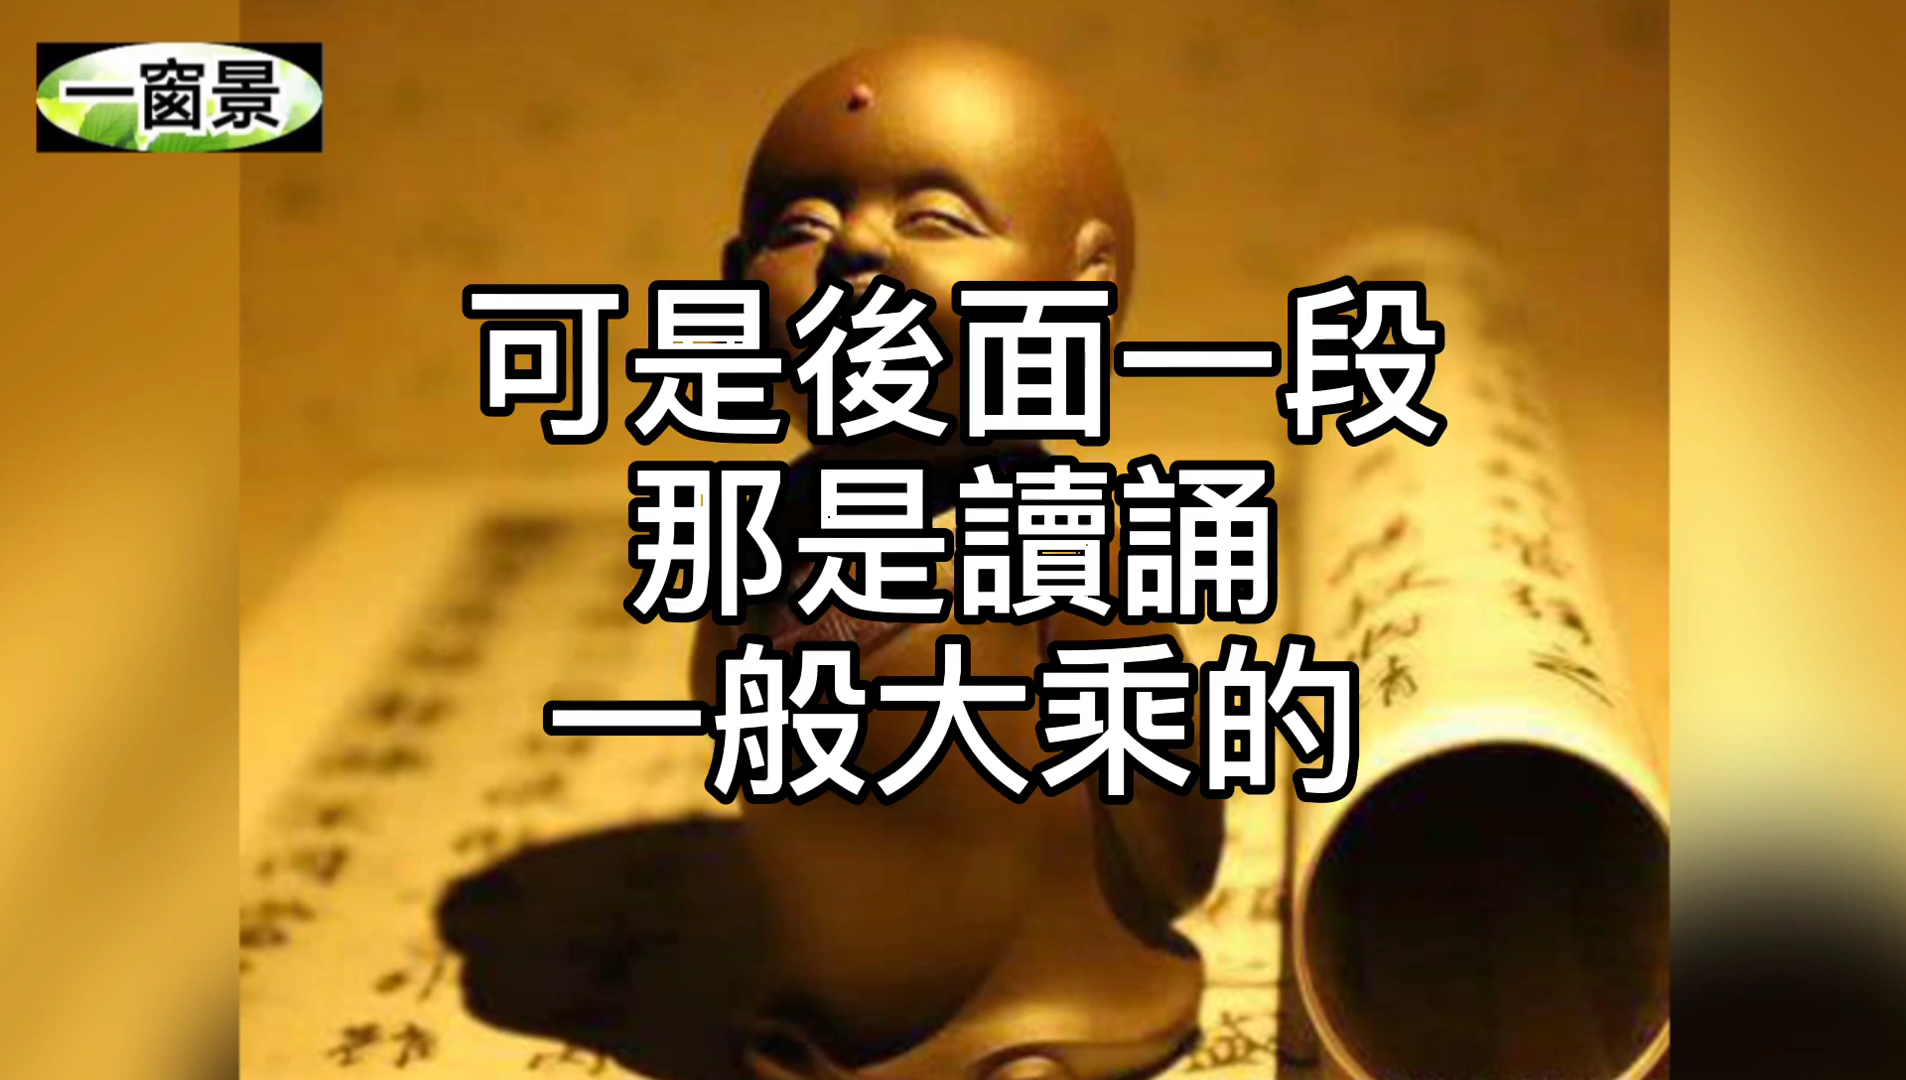 一窗景
可是後面一段
那是讀誦
一般大乘的